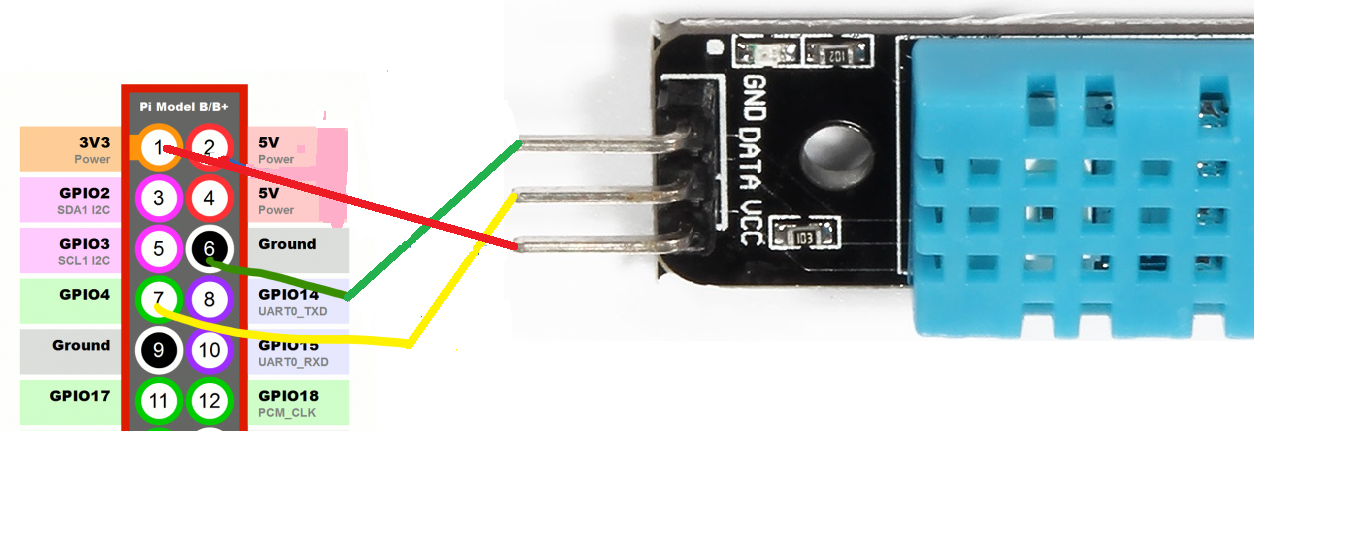 Pi Model B/B+
3V3
Power
1
2
5V
Power
GPIO2
SDA1 I2C
3
4
5V
Power
GPIO3
SCL1 I2C
5
6
Ground
GPIO4
7
8
GPIO14
UART0_TXD
Ground
9
10
GPIO15
UART0_RXD
GPIO17
11
12
GPIO18
PCM_CLK
GND
DATA
VCC
102
103